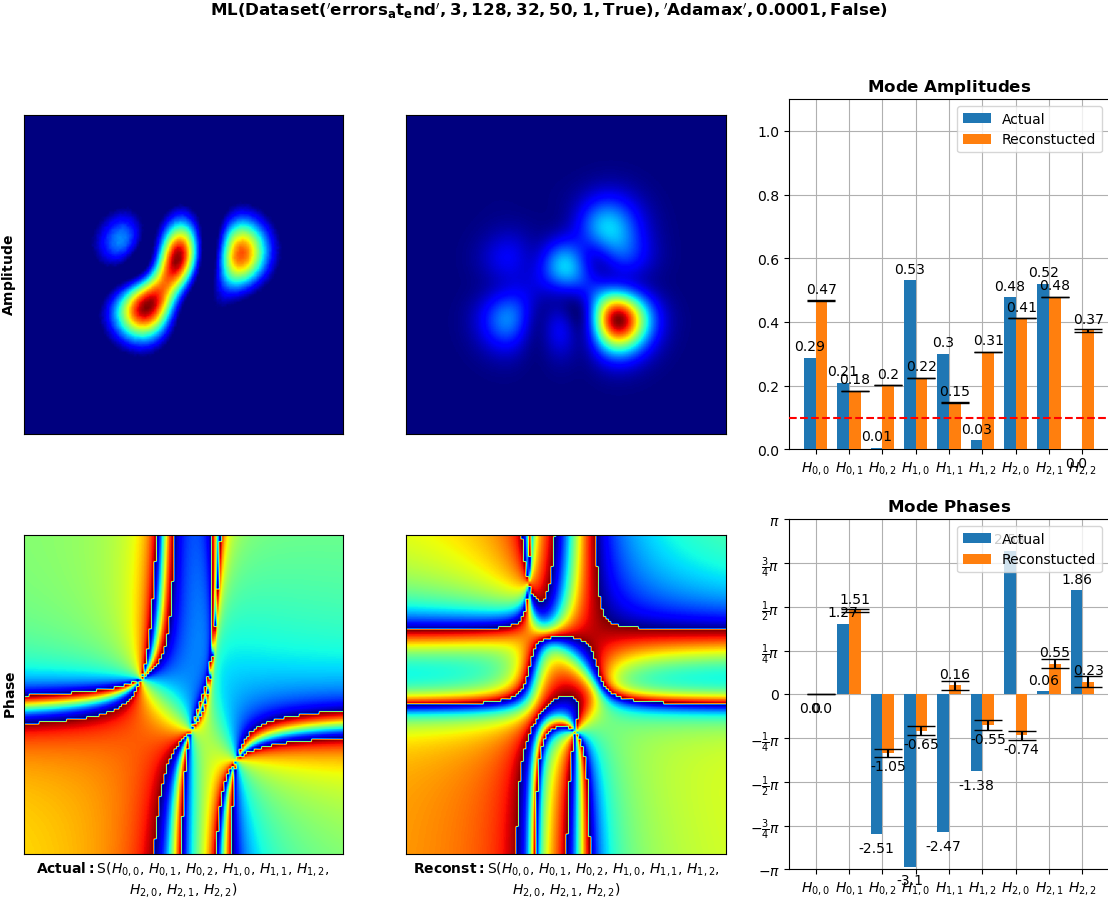 ML(Dataset('errors_at_end', 3, 128, 32, 50, 1, True), 'Adamax', 0.0001, False)
Amplitude
Mode Amplitudes
Actual
Reconstucted
1.0
0.8
0.6
0.4
0.2
0.0
0.29
0.47
0.21
0.18
0.01
0.2
0.53
0.22
0.3
0.15
0.03
0.31
0.48
0.41
0.52
0.48
0.0
0.37
H0,0 H0,1 H0,2 H1,0 H1,1 H1,2 H2,0 H2,1 H2,2
Phase
Mode Phases
Actual
Reconstucted
π
3/4π
1/2π
1/4π
0
−1/4π
−1/2π
−3/4π
−π
0.0
0.0
1.27
1.51
-2.51
-1.05
-3.1
-0.65
-2.47
0.16
-1.38
-0.55
-0.74
0.06
0.55
1.86
0.23
H0,0 H0,1 H0,2 H1,0 H1,1 H1,2 H2,0 H2,1 H2,2
Actual: S(H0,0, H0,1, H0,2, H1,0, H1,1, H1,2,
H2,0, H2,1, H2,2)
Reconst: S(H0,0, H0,1, H0,2, H1,0, H1,1, H1,2,
H2,0, H2,1, H2,2)